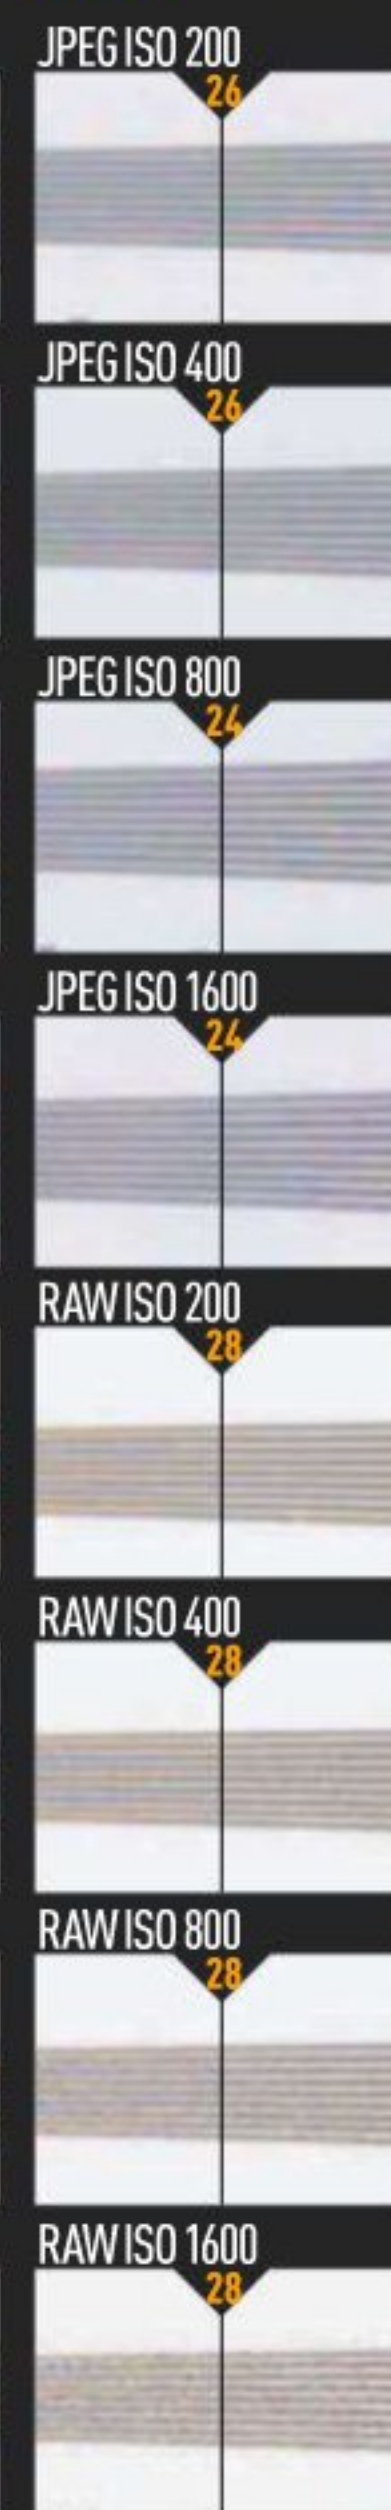 JPEG ISO 200
26
JPEG ISO 400
26
JPEG ISO 800
24
JPEG ISO 1600
24
RAW ISO 200
28
RAW ISO 400
28
RAW ISO 800
28
RAW ISO 1600
28